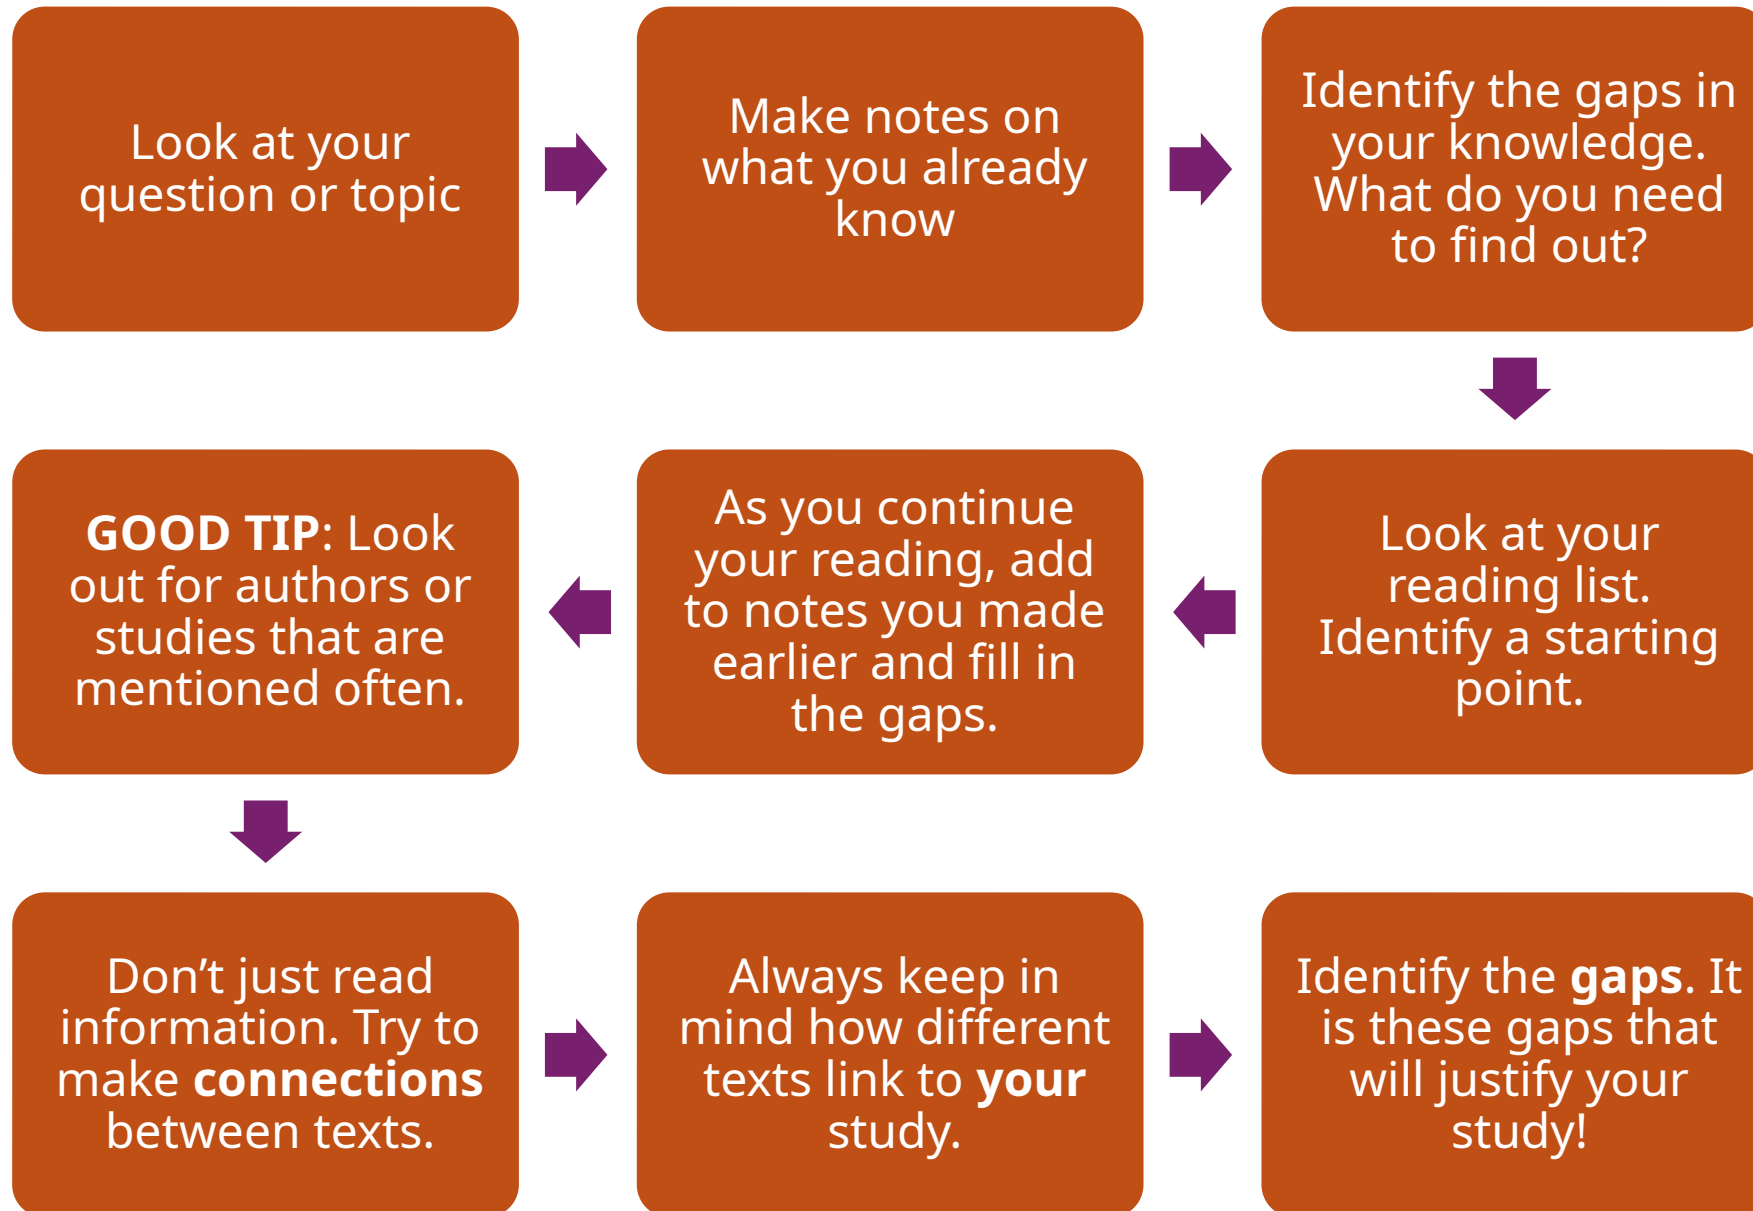 Look at your
question or topic
Make notes on
what you already
know
Identify the gaps in
your knowledge.
What do you need
to find out?
Look at your
reading list.
Identify a starting
point.
As you continue
your reading, add
to notes you made
earlier and fill in
the gaps.
GOOD TIP: Look
out for authors or
studies that are
mentioned often.
Don’t just read
information. Try to
make connections
between texts.
Always keep in
mind how different
texts link to your
study.
Identify the gaps. It
is these gaps that
will justify your
study!